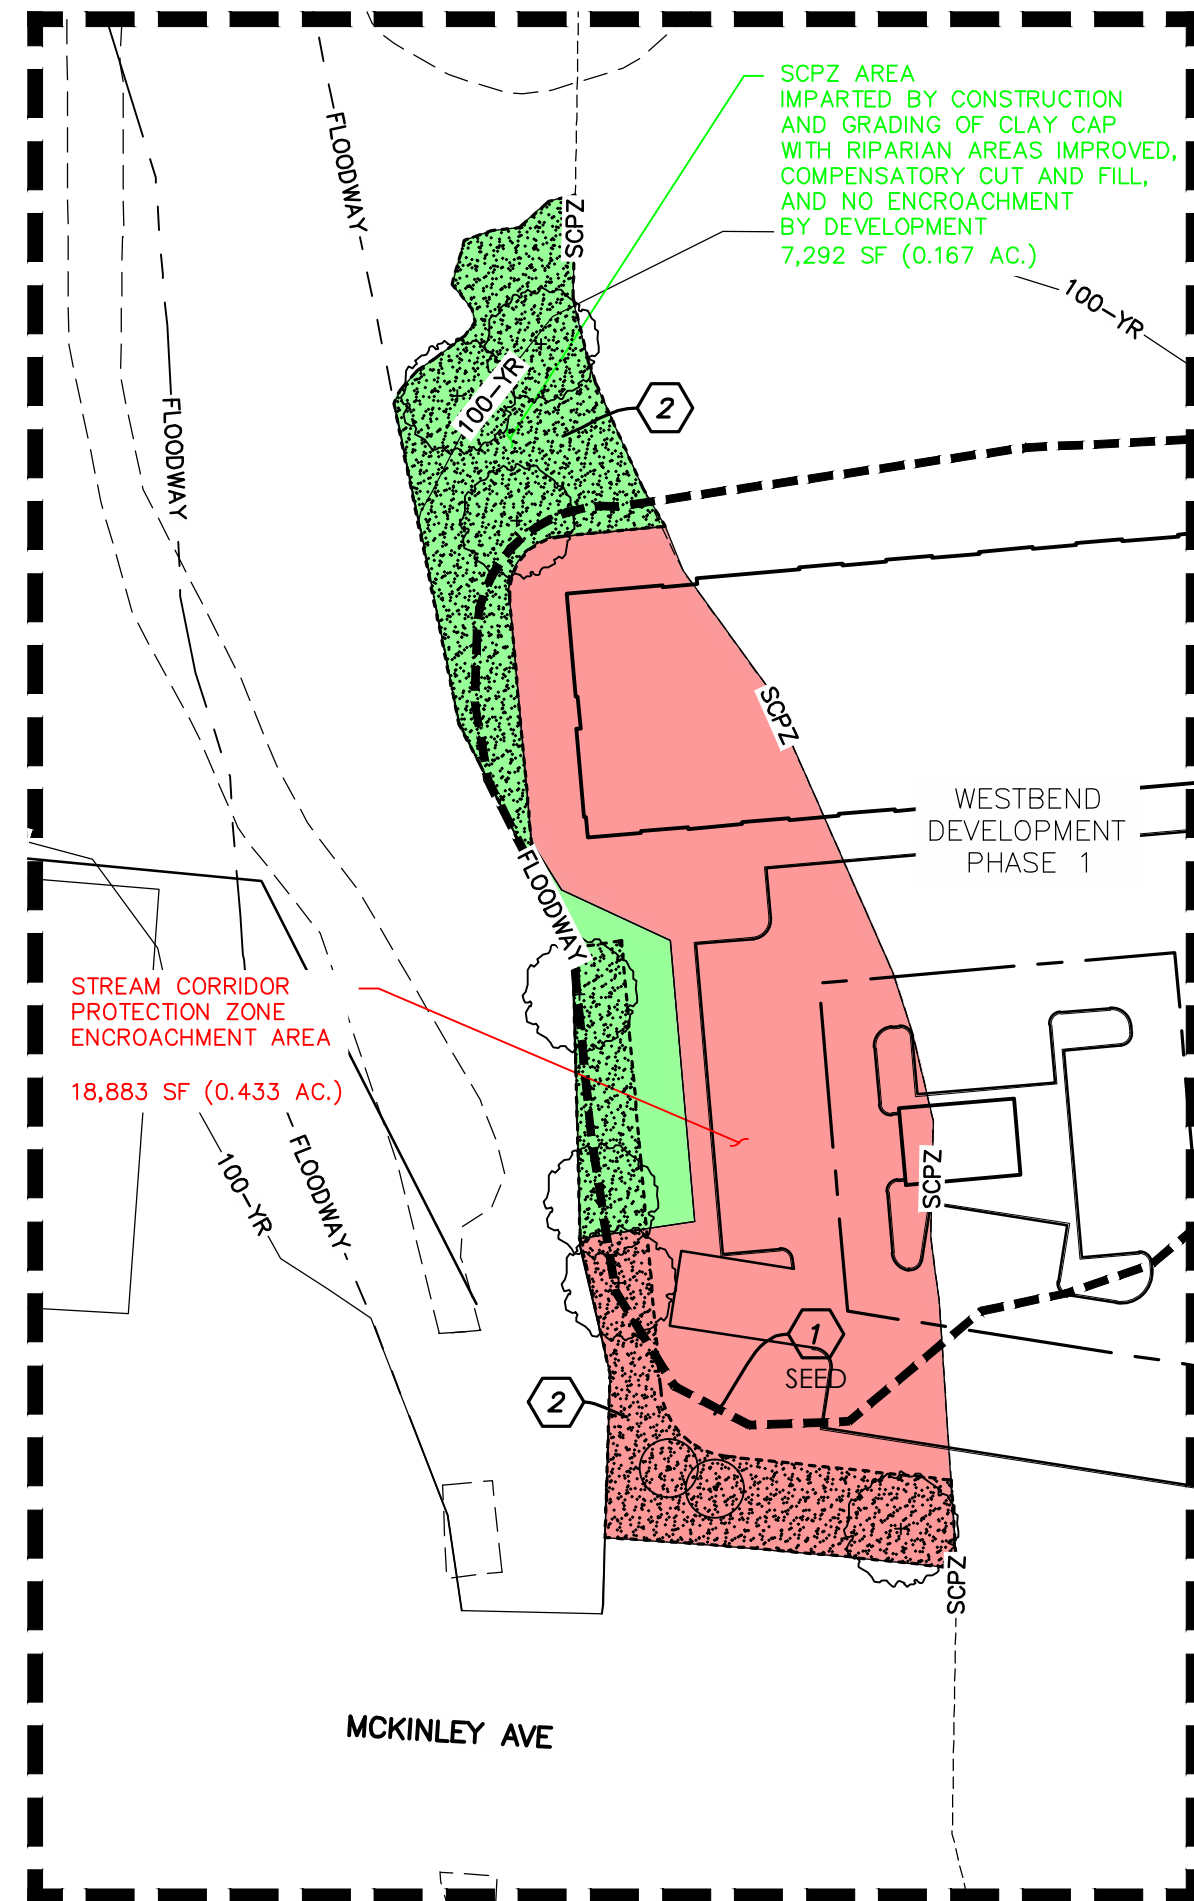 SCPZ AREA
IMPARTED BY CONSTRUCTION
AND GRADING OF CLAY CAP
WITH RIPARIAN AREAS IMPROVED,
COMPENSATORY CUT AND FILL,
AND NO ENCROACHMENT
BY DEVELOPMENT
7,292 SF (0.167 AC.)
FLOODWAY
SCPZ
100-YR
100-YR
2
FLOODWAY
SCPZ
WESTBEND
DEVELOPMENT
PHASE 1
FLOODWAY
STREAM CORRIDOR
PROTECTION ZONE
ENCROACHMENT AREA
18,883 SF (0.433 AC.)
FLOODWAY
100-YR
SCPZ
1
SEED
2
SCPZ
MCKINLEY AVE